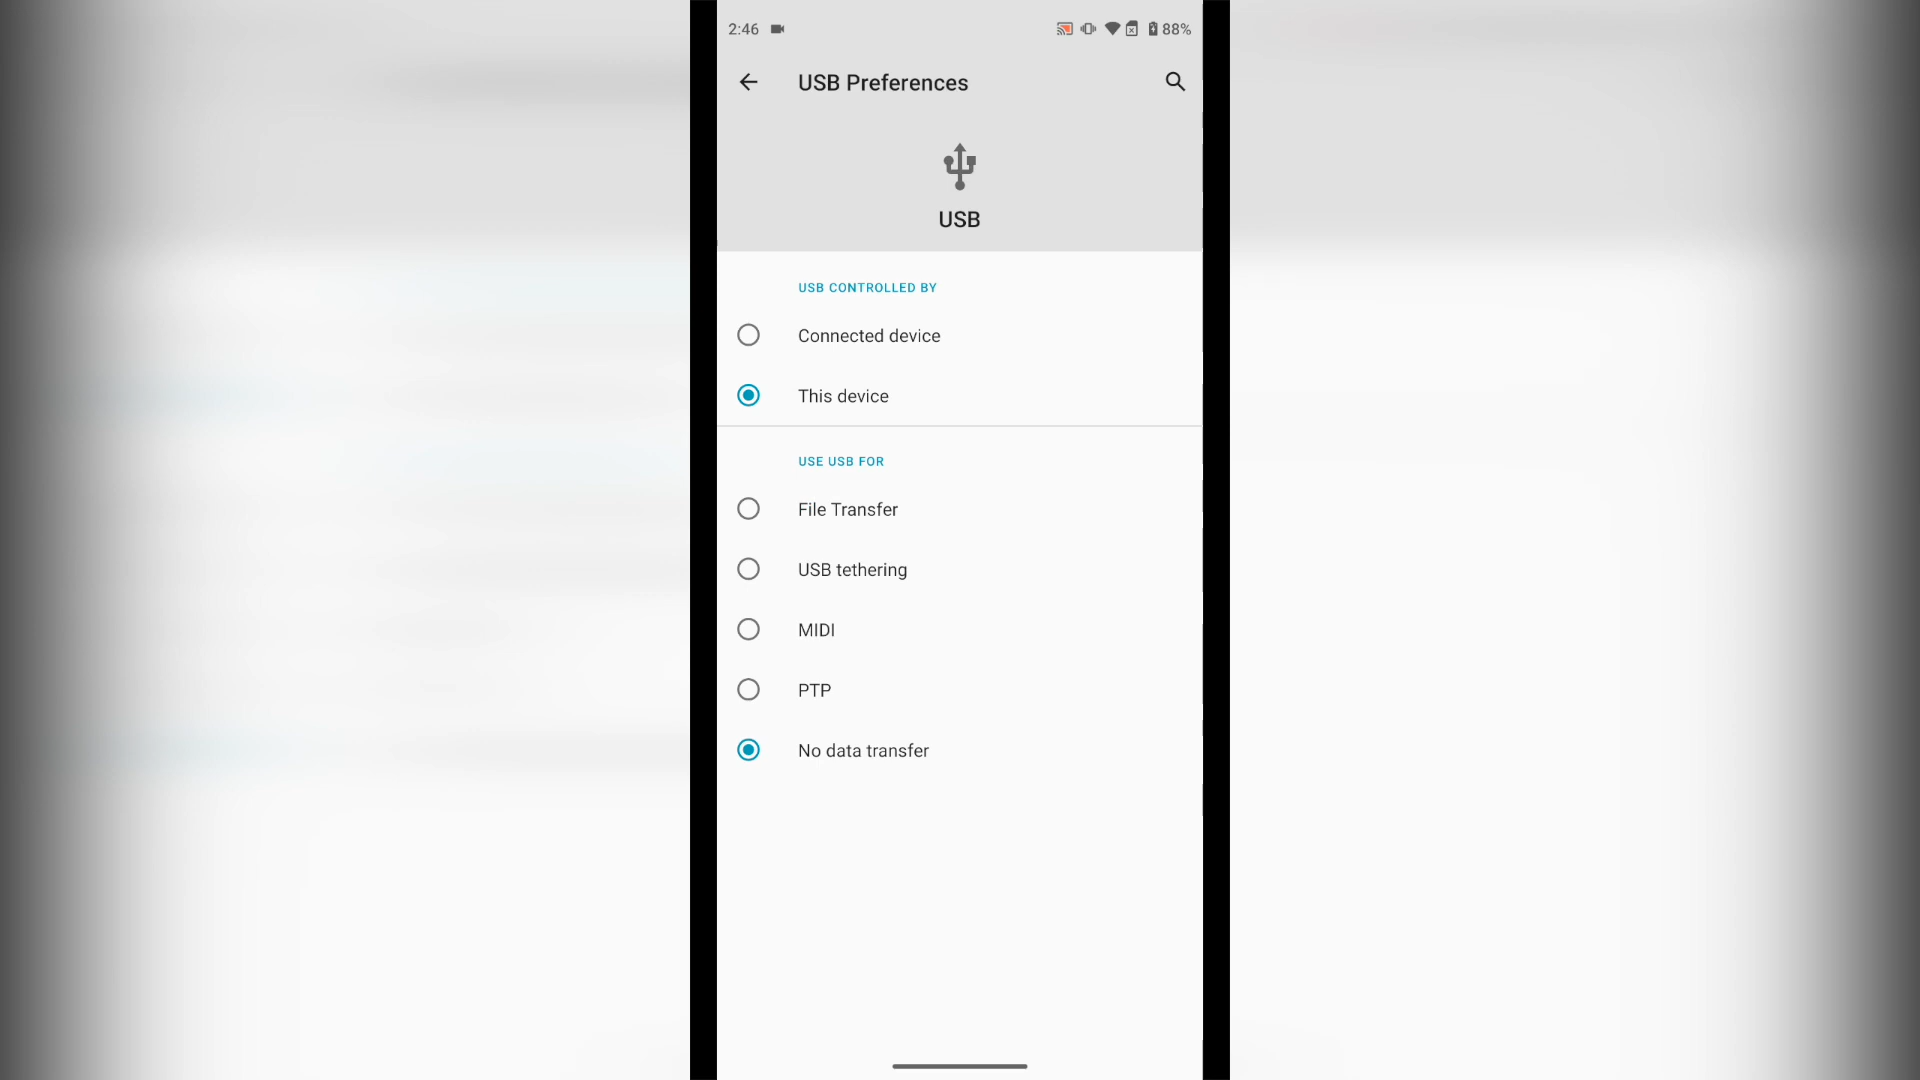 2:46
88%
USB Preferences
USB
USB CONTROLLED BY
Connected device
This device
USE USB FOR
File Transfer
USB tethering
MIDI
PTP
No data transfer